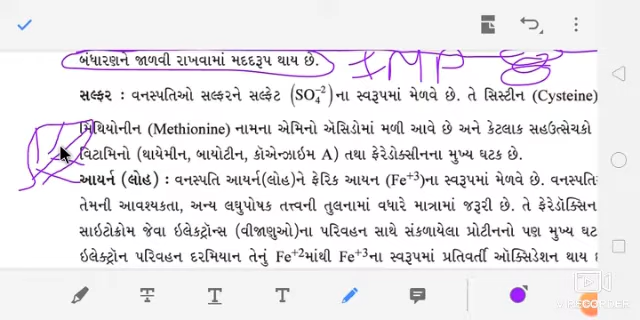 બંધારણને જાળવી રાખવામાં મદદરૂપ થાય છે.
IMP
સલ્ફર : વનસ્પતિઓ સલ્ફરને સલ્ફેટ (SO₄⁻²) ના સ્વરૂપમાં મેળવે છે. તે સિસ્ટીન (Cysteine)
મિથિયોનીન (Methionine) નામના એમિનો ઍસિડોમાં મળી આવે છે અને કેટલાક સહઉત્સેચકો
વિટામિનો (થાયેમીન, બાયોટીન, કૉએન્ઝાઇમ A) તથા ફેરેડોક્સીનના મુખ્ય ઘટક છે.
આયર્ન (લોહ) : વનસ્પતિ આયર્ન(લોહ)ને ફેરિક આયન (Fe⁺³)ના સ્વરૂપમાં મેળવે છે. વનસ્પતિ
તેમની આવશ્યકતા, અન્ય લઘુપોષક તત્ત્વની તુલનામાં વધારે માત્રામાં જરૂરી છે. તે ફેરેડોક્સિન
સાઇટોક્રોમ જેવા ઇલેક્ટ્રૉન્સ (વીજાણુઓ)ના પરિવહન સાથે સંકળાયેલા પ્રોટીનનો પણ મુખ્ય ઘટ
ઇલેક્ટ્રૉન પરિવહન દરમિયાન તેનું Fe⁺²માંથી Fe⁺³ના સ્વરૂપમાં પ્રતિવર્તી ઑક્સિડેશન થાય છ
RECORDER